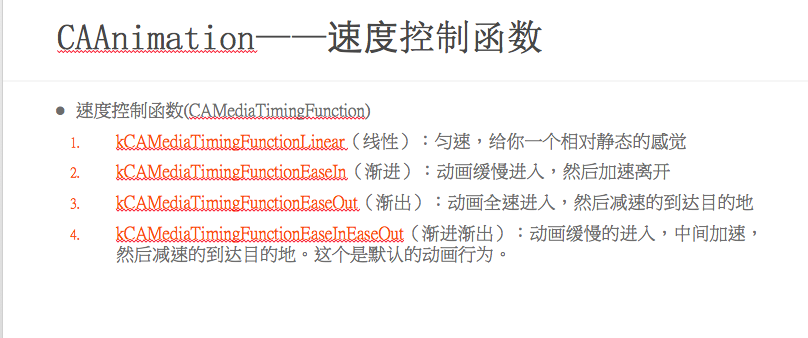 CAAnimation——速度控制函数
● 速度控制函数(CAMediaTimingFunction)
1. kCAMediaTimingFunctionLinear（线性）：匀速，给你一个相对静态的感觉
2. kCAMediaTimingFunctionEaseIn（渐进）：动画缓慢进入，然后加速离开
3. kCAMediaTimingFunctionEaseOut（渐出）：动画全速进入，然后减速的到达目的地
4. kCAMediaTimingFunctionEaseInEaseOut（渐进渐出）：动画缓慢的进入，中间加速，
然后减速的到达目的地。这个是默认的动画行为。